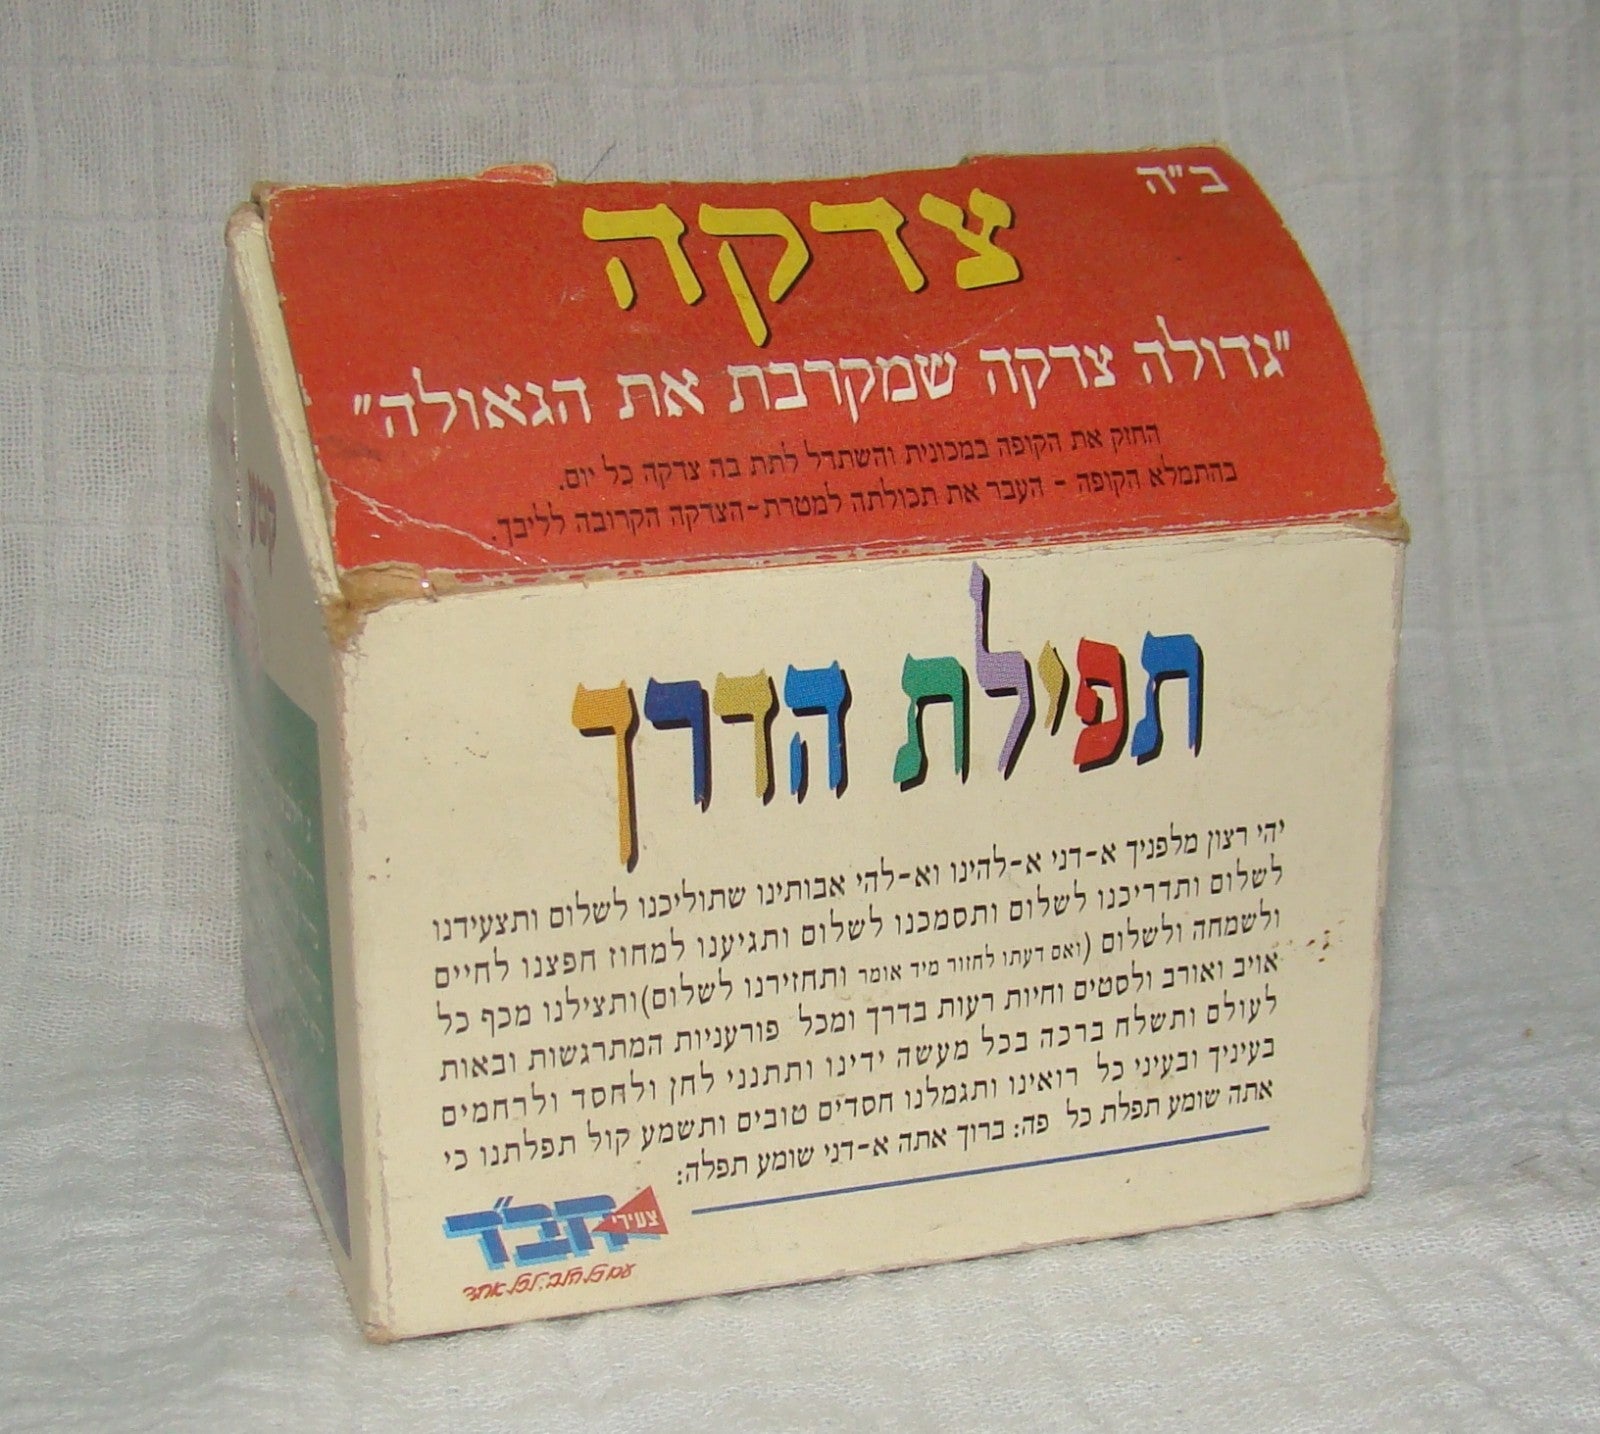 ב"ה
צדקה
"גדולה צדקה שמקרבת את הגאולה"
החזק את הקופה במכונית והשתדל לתת בה צדקה כל יום.
בהתמלא הקופה - העבר את תכולתה למטרת-הצדקה הקרובה לליבך.
תפילת הדרך
יהי רצון מלפניך א-דני א-להינו וא-להי אבותינו שתוליכנו לשלום ותצעידנו
לשלום ותדריכנו לשלום ותסמכנו לשלום ותגיענו למחוז חפצנו לחיים
ולשמחה ולשלום (ואם דעתו לחזור מיד אומר ותחזירנו לשלום)ותצילנו מכף כל
אויב ואורב ולסטים וחיות רעות בדרך ומכל פורעניות המתרגשות ובאות
לעולם ותשלח ברכה בכל מעשה ידינו ותתנני לחן ולחסד ולרחמים
בעיניך ובעיני כל רואינו ותגמלנו חסדים טובים ותשמע קול תפלתנו כי
אתה שומע תפלת כל פה: ברוך אתה א-דני שומע תפלה:
צעירי חב"ד
עם כל הלב, לכל אחד